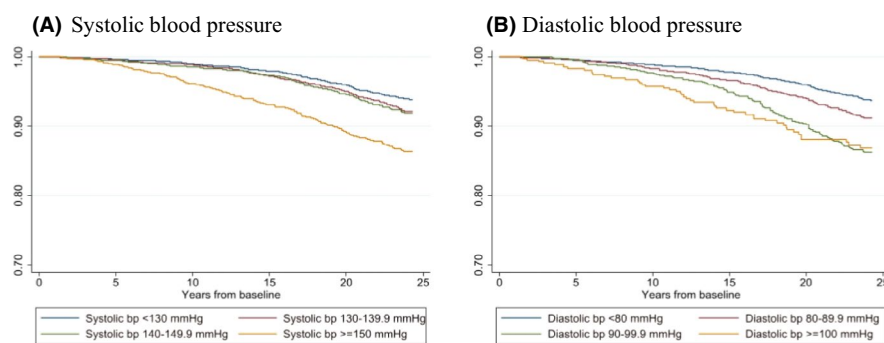 (A) Systolic blood pressure
1.00
0.90
0.80
0.70
0 5 10 15 20 25
Years from baseline
Systolic bp <130 mmHg Systolic bp 130-139.9 mmHg
Systolic bp 140-149.9 mmHg Systolic bp >=150 mmHg
(B) Diastolic blood pressure
1.00
0.90
0.80
0.70
0 5 10 15 20 25
Years from baseline
Diastolic bp <80 mmHg Diastolic bp 80-89.9 mmHg
Diastolic bp 90-99.9 mmHg Diastolic bp >=100 mmHg